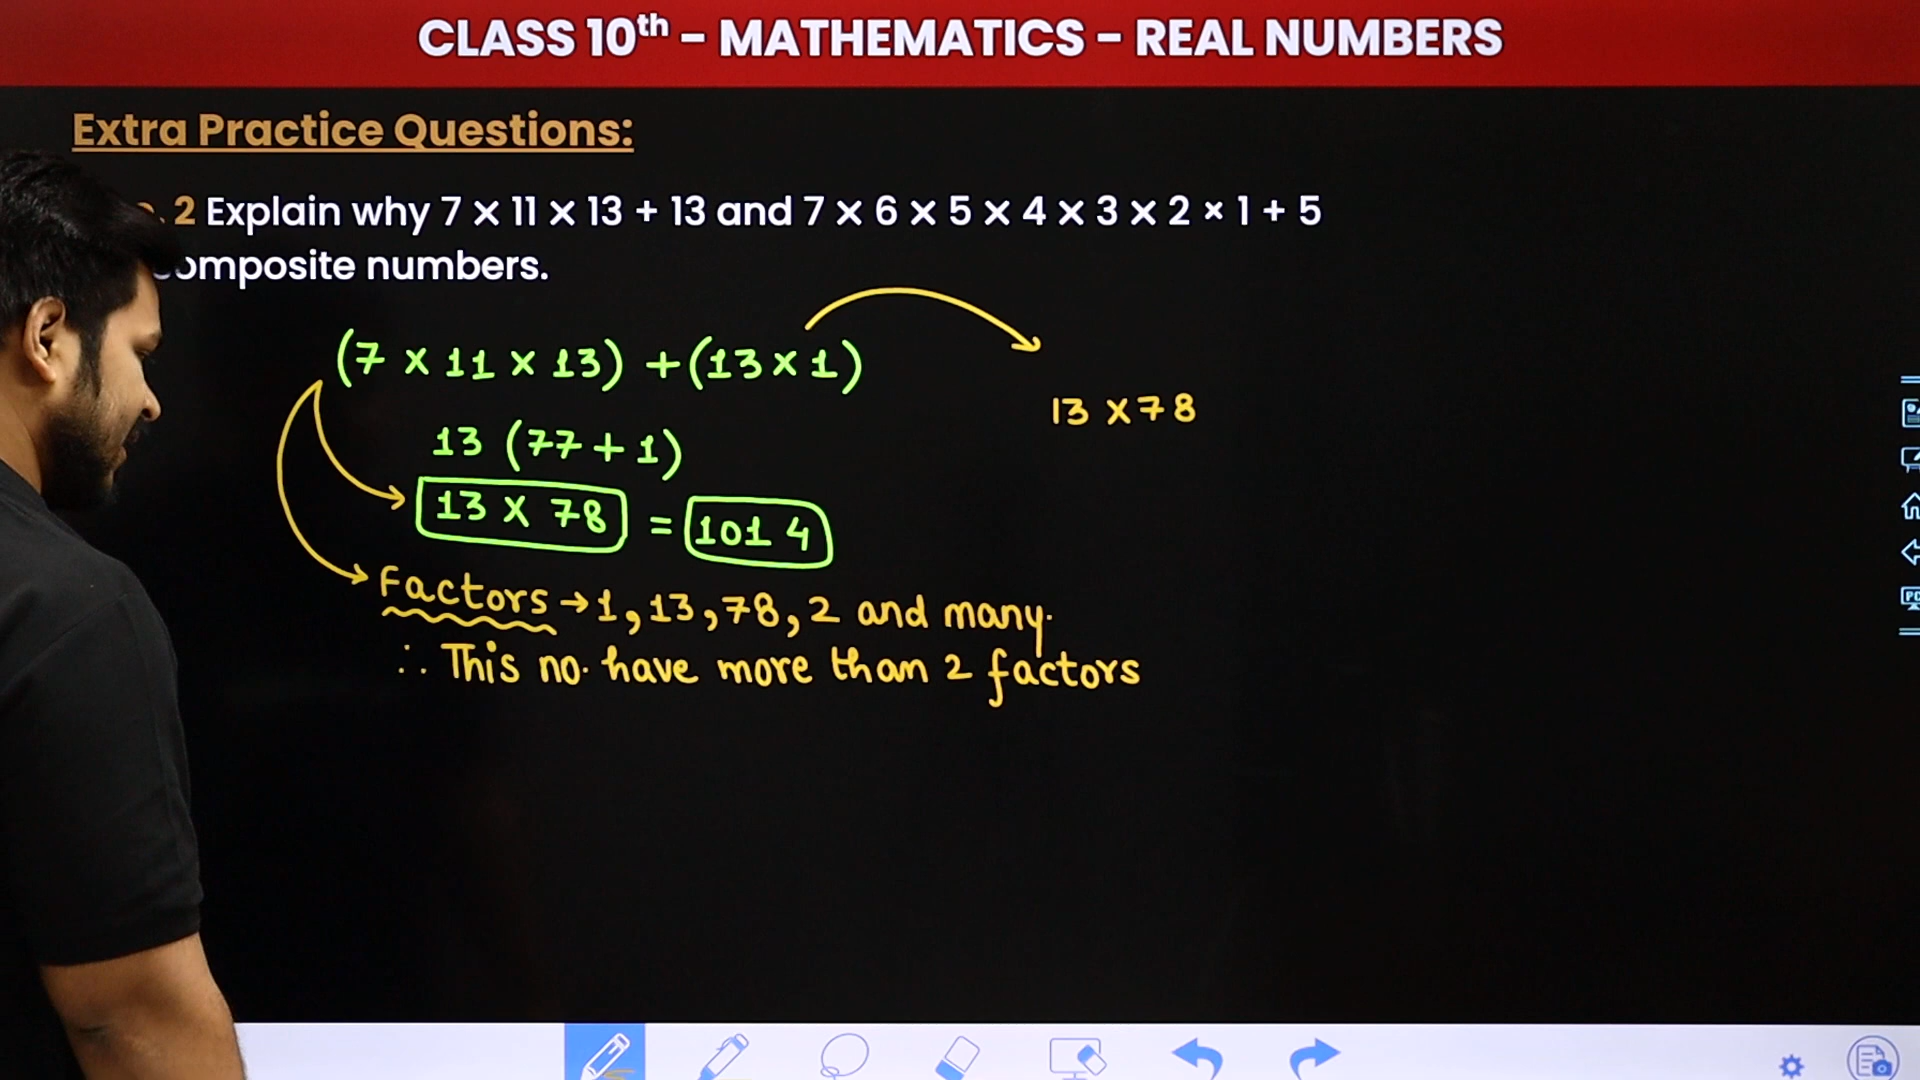 CLASS 10th - MATHEMATICS - REAL NUMBERS
Extra Practice Questions:
. 2 Explain why 7 × 11 × 13 + 13 and 7 × 6 × 5 × 4 × 3 × 2 × 1 + 5
composite numbers.
(7 × 11 × 13) + (13 × 1)
13 × 78
13 (77 + 1)
13 × 78 = 1014
Factors → 1, 13, 78, 2 and many.
∴ This no. have more than 2 factors